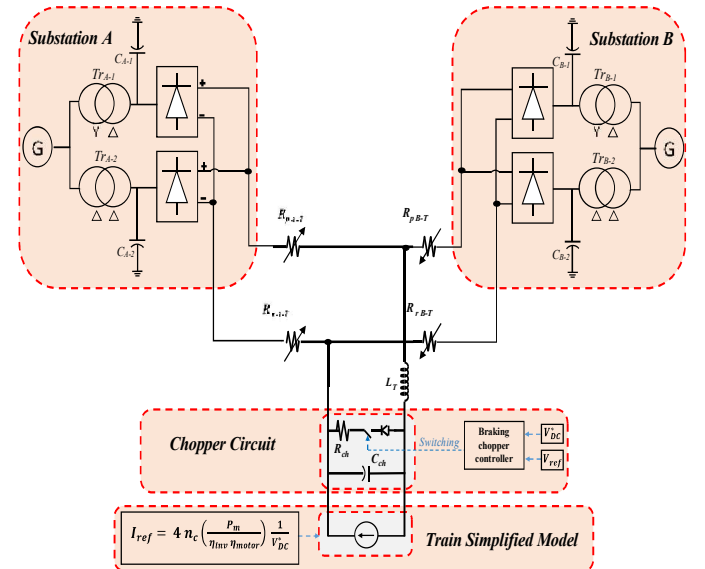 Substation A
Substation B
C_A-1
C_B-1
Tr_A-1
Tr_B-1
+
−
G
G
Y △
Y △
Tr_A-2
Tr_B-2
+
−
△ △
△ △
C_A-2
C_B-2
R_pB-T
R_rB-T
L_T
Chopper Circuit
R_ch
C_ch
Switching
Braking chopper controller
V*_DC
V_ref
I_ref = 4 n_c (P_m / η_inv η_motor) 1 / V*_DC
Train Simplified Model